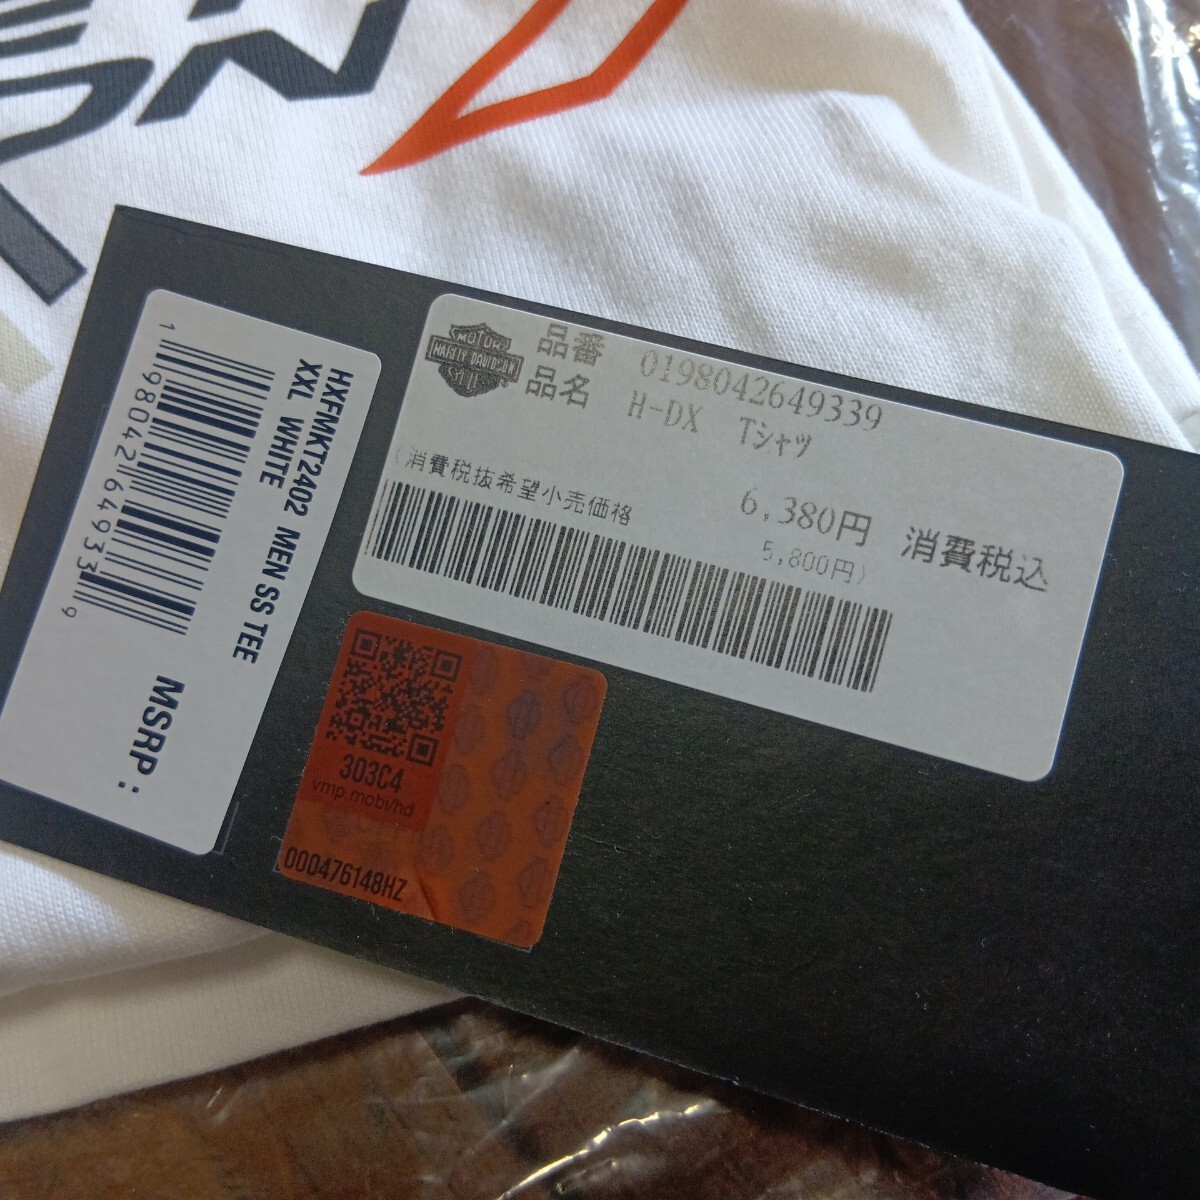 HXFMKT2402 MEN SS TEE
XXL WHITE
1 98042 64933 9
MSRP:
MOTOR
HARLEY-DAVIDSON
品番 0198042649339
品名 H-DX Tシャツ
6,380円 消費税込
(消費税抜希望小売価格 5,800円)
303C4
vmp.mobi/hd
000476148HZ